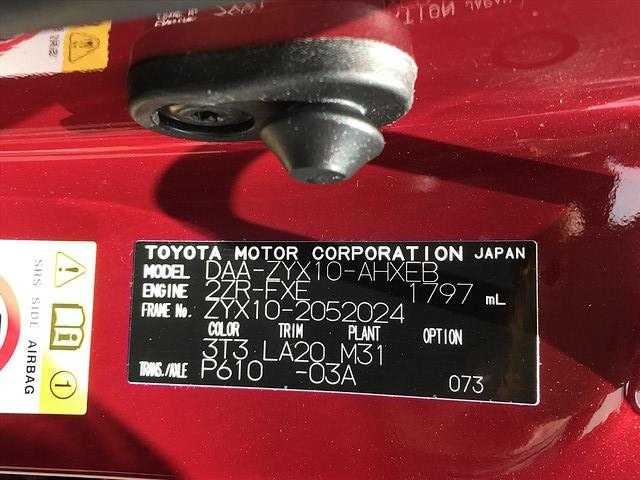 TOYOTA MOTOR CORPORATION JAPAN
MODEL DAA-ZYX10-AHXEB
ENGINE 2ZR-FXE 1797 mL
FRAME No. ZYX10-2052024
COLOR TRIM PLANT OPTION
3T3 LA20 M31
TRANS./AXLE P610 -03A
073
SRS SIDE AIRBAG
1